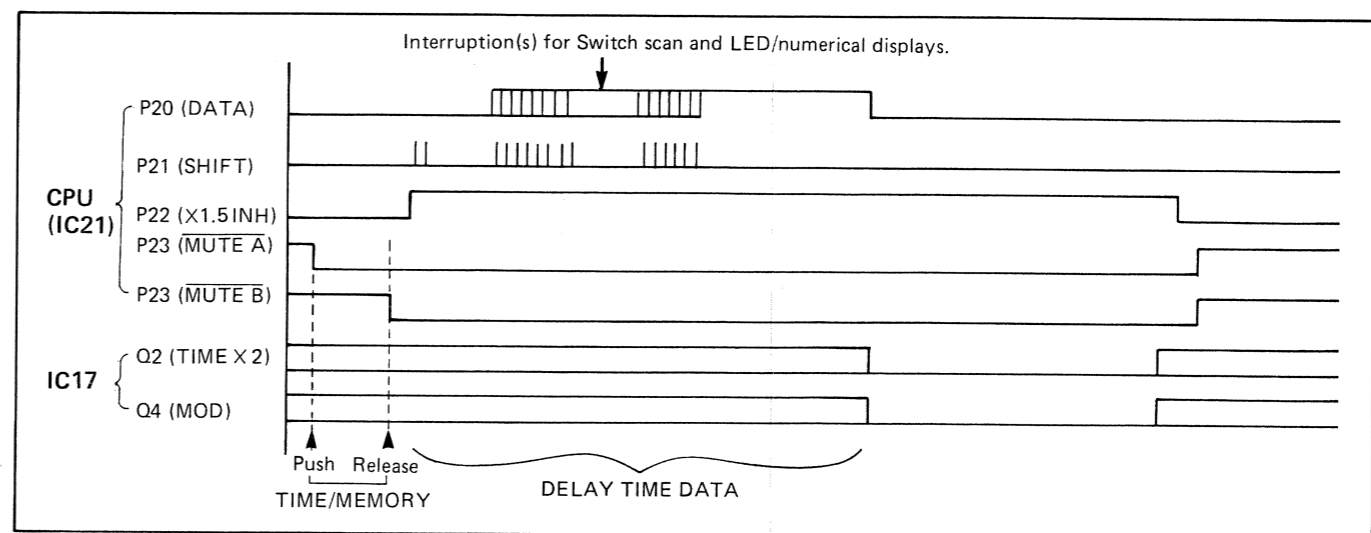 Interruption(s) for Switch scan and LED/numerical displays.
P20 (DATA)
P21 (SHIFT)
CPU
(IC21)
P22 (X1.5 INH)
P23 (MUTE A)
P23 (MUTE B)
Q2 (TIME X 2)
IC17
Q4 (MOD)
Push Release
TIME/MEMORY
DELAY TIME DATA